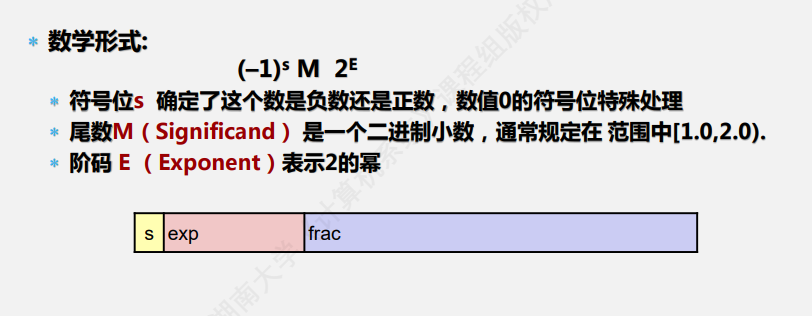 数学形式:
(–1)s M 2E
符号位s 确定了这个数是负数还是正数，数值0的符号位特殊处理
尾数M（Significand） 是一个二进制小数，通常规定在 范围中[1.0,2.0).
阶码 E （Exponent）表示2的幂
s exp frac